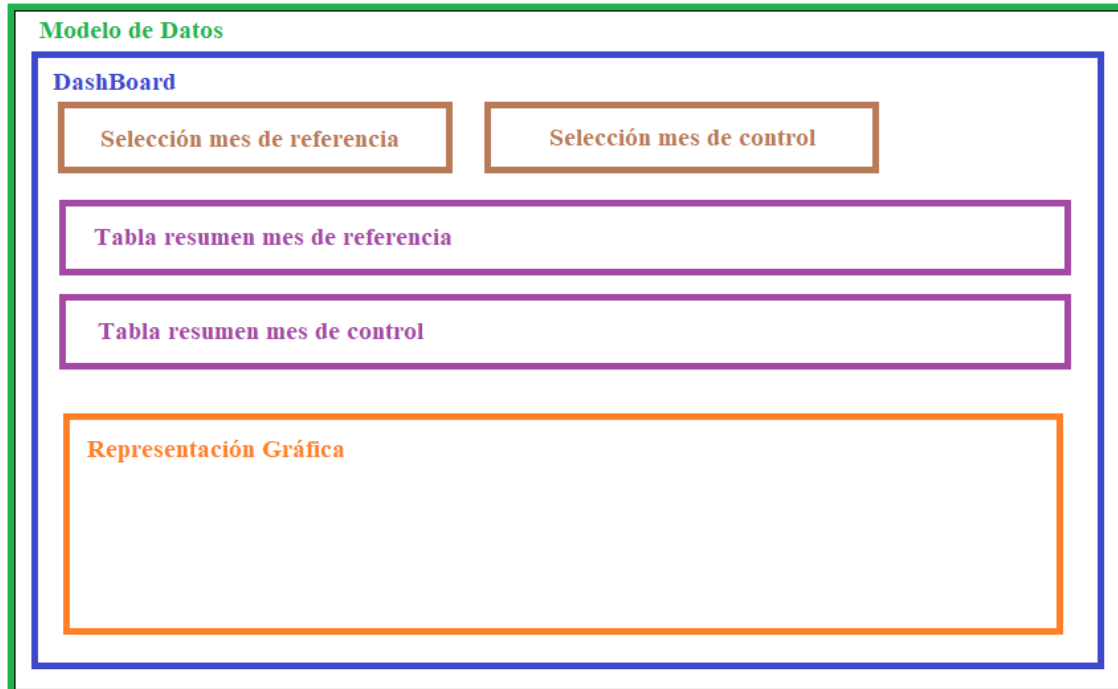 Modelo de Datos
DashBoard
Selección mes de referencia
Selección mes de control
Tabla resumen mes de referencia
Tabla resumen mes de control
Representación Gráfica